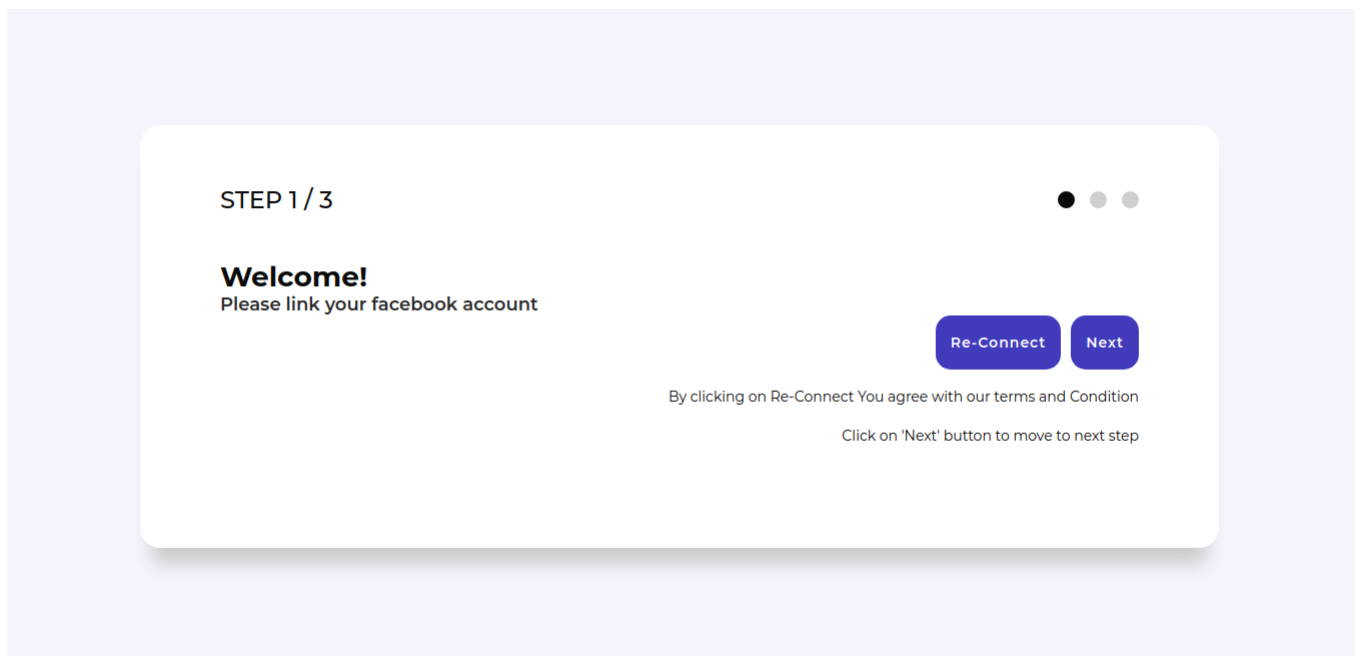 STEP 1 / 3
Welcome!
Please link your facebook account
Re-Connect
Next
By clicking on Re-Connect You agree with our terms and Condition
Click on 'Next' button to move to next step